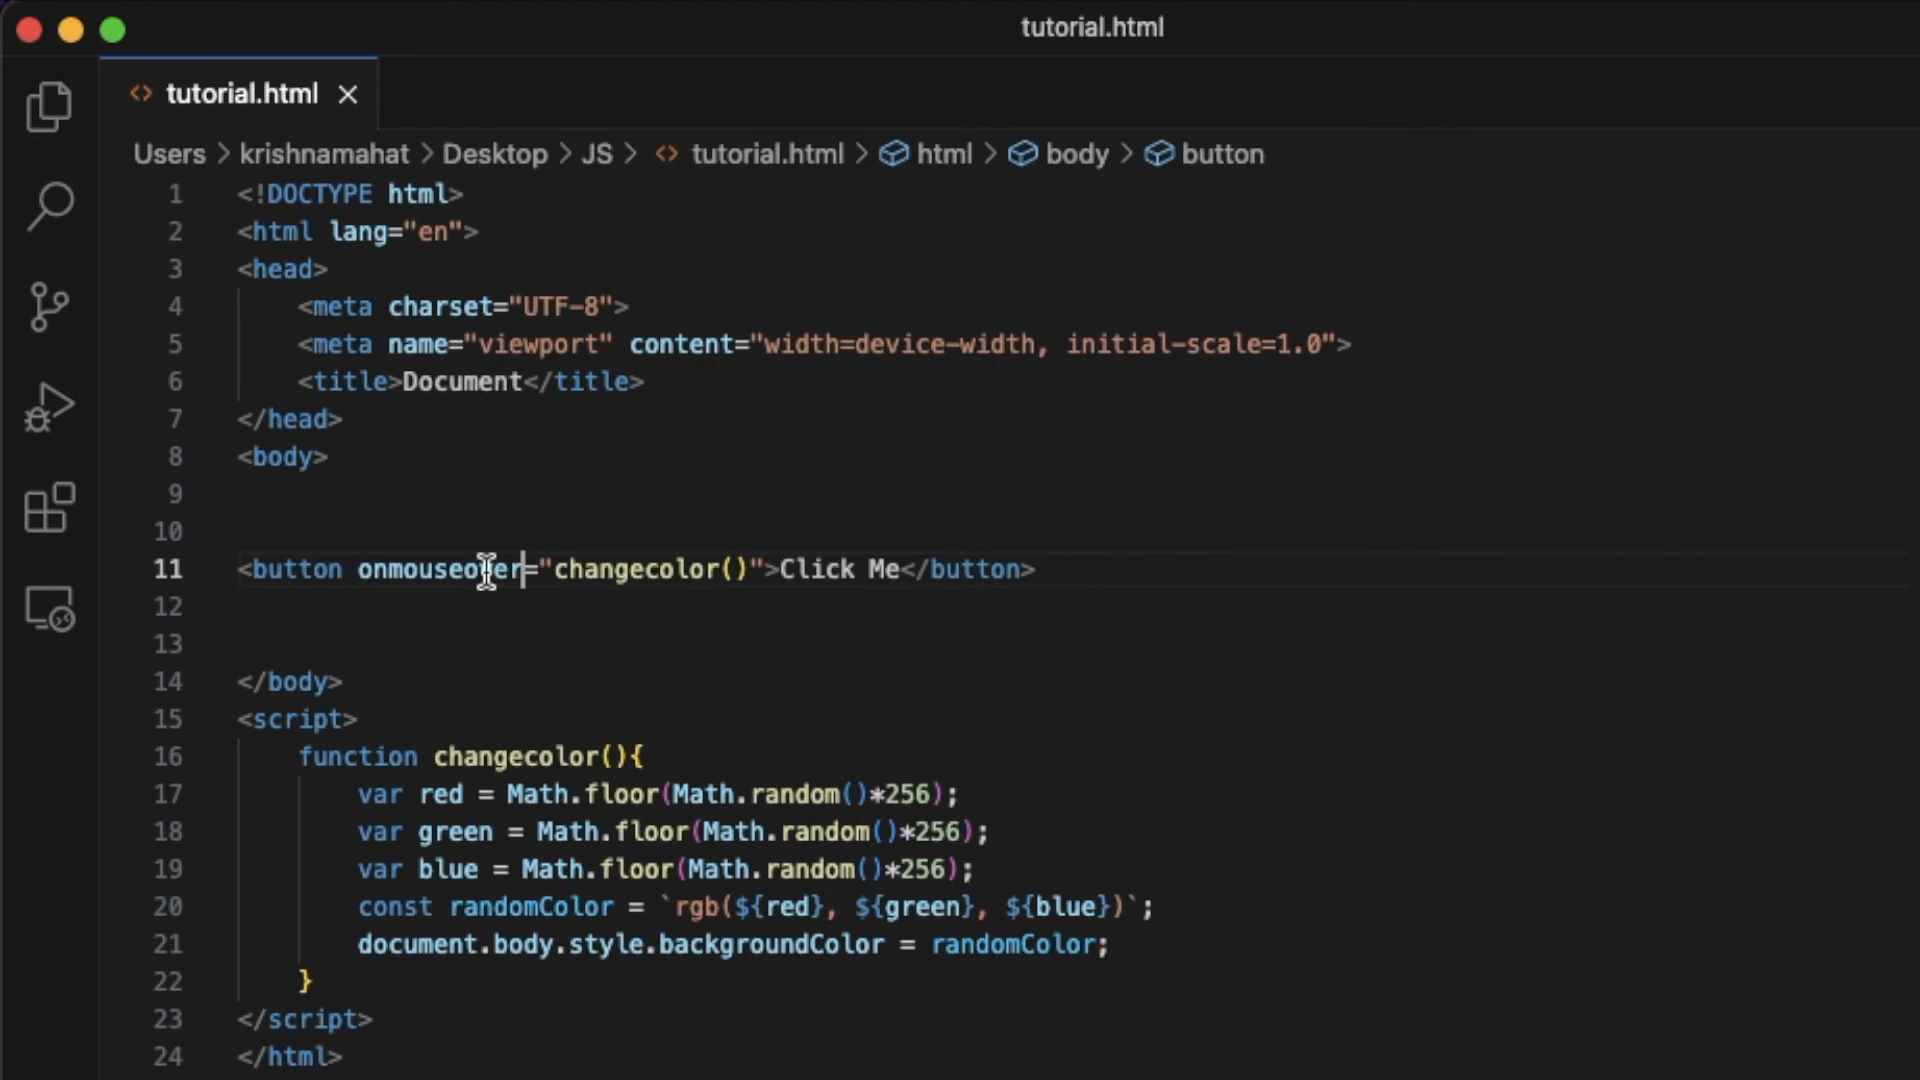 tutorial.html
<> tutorial.html ×
Users > krishnamahat > Desktop > JS > <> tutorial.html > html > body > button
1 <!DOCTYPE html>
2 <html lang="en">
3 <head>
4 <meta charset="UTF-8">
5 <meta name="viewport" content="width=device-width, initial-scale=1.0">
6 <title>Document</title>
7 </head>
8 <body>
9
10
11 <button onmouseover="changecolor()">Click Me</button>
12
13
14 </body>
15 <script>
16 function changecolor(){
17 var red = Math.floor(Math.random()*256);
18 var green = Math.floor(Math.random()*256);
19 var blue = Math.floor(Math.random()*256);
20 const randomColor = `rgb(${red}, ${green}, ${blue})`;
21 document.body.style.backgroundColor = randomColor;
22 }
23 </script>
24 </html>